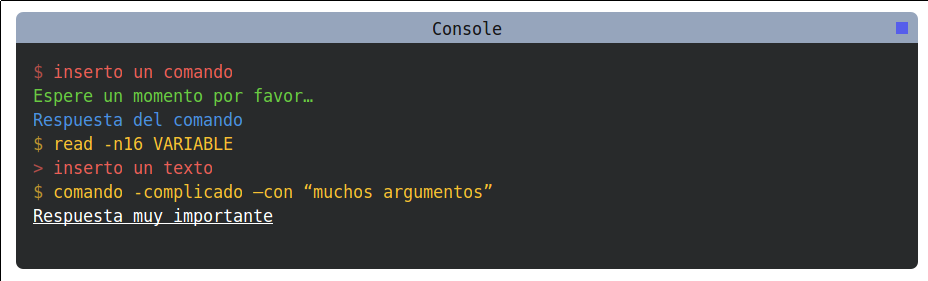 Console
$ inserto un comando
Espere un momento por favor…
Respuesta del comando
$ read -n16 VARIABLE
> inserto un texto
$ comando -complicado –con “muchos argumentos”
Respuesta muy importante